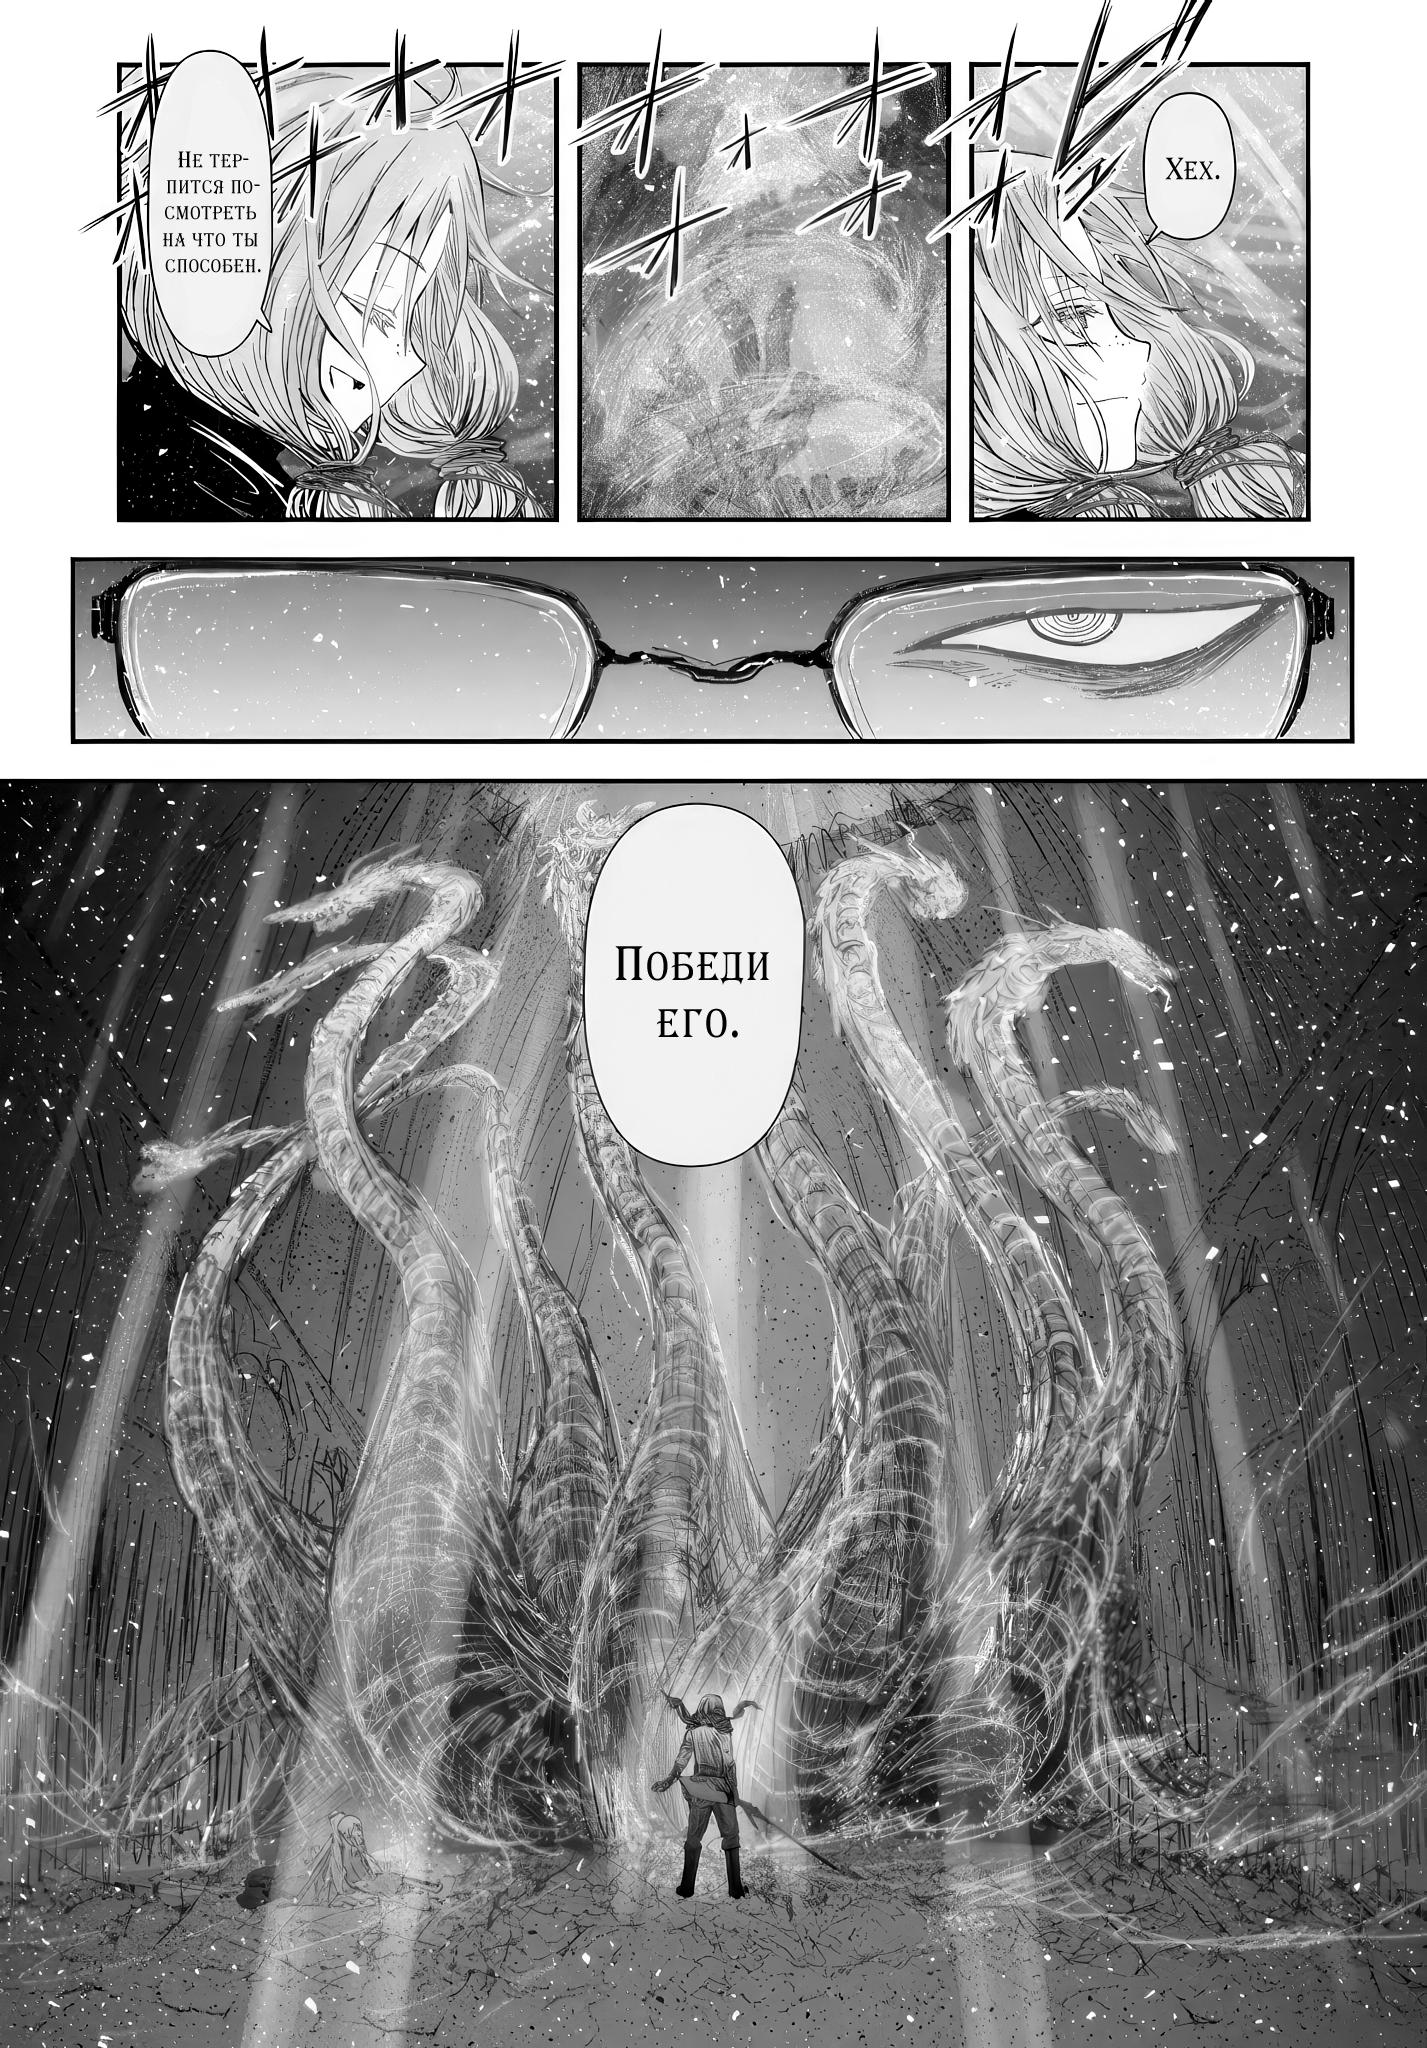 Хех.
Не тер-
пится по-
смотреть
на что ты
способен.
Победи
его.